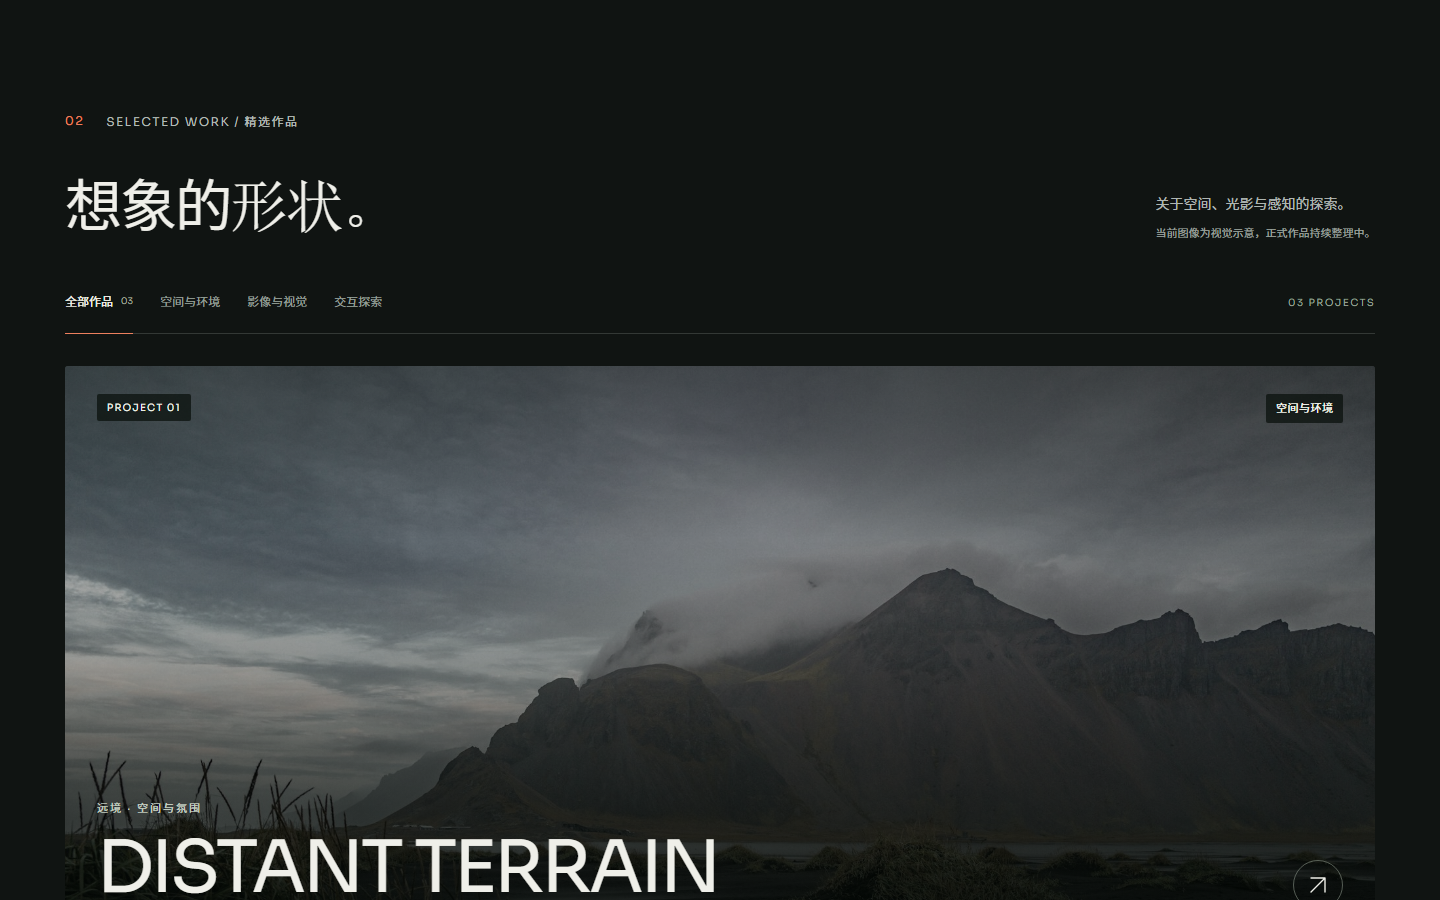 02 SELECTED WORK / 精选作品
想象的形状。
关于空间、光影与感知的探索。
当前图像为视觉示意，正式作品持续整理中。
全部作品 03 空间与环境 影像与视觉 交互探索 03 PROJECTS
PROJECT 01 空间与环境
远境 · 空间与氛围
DISTANT TERRAIN